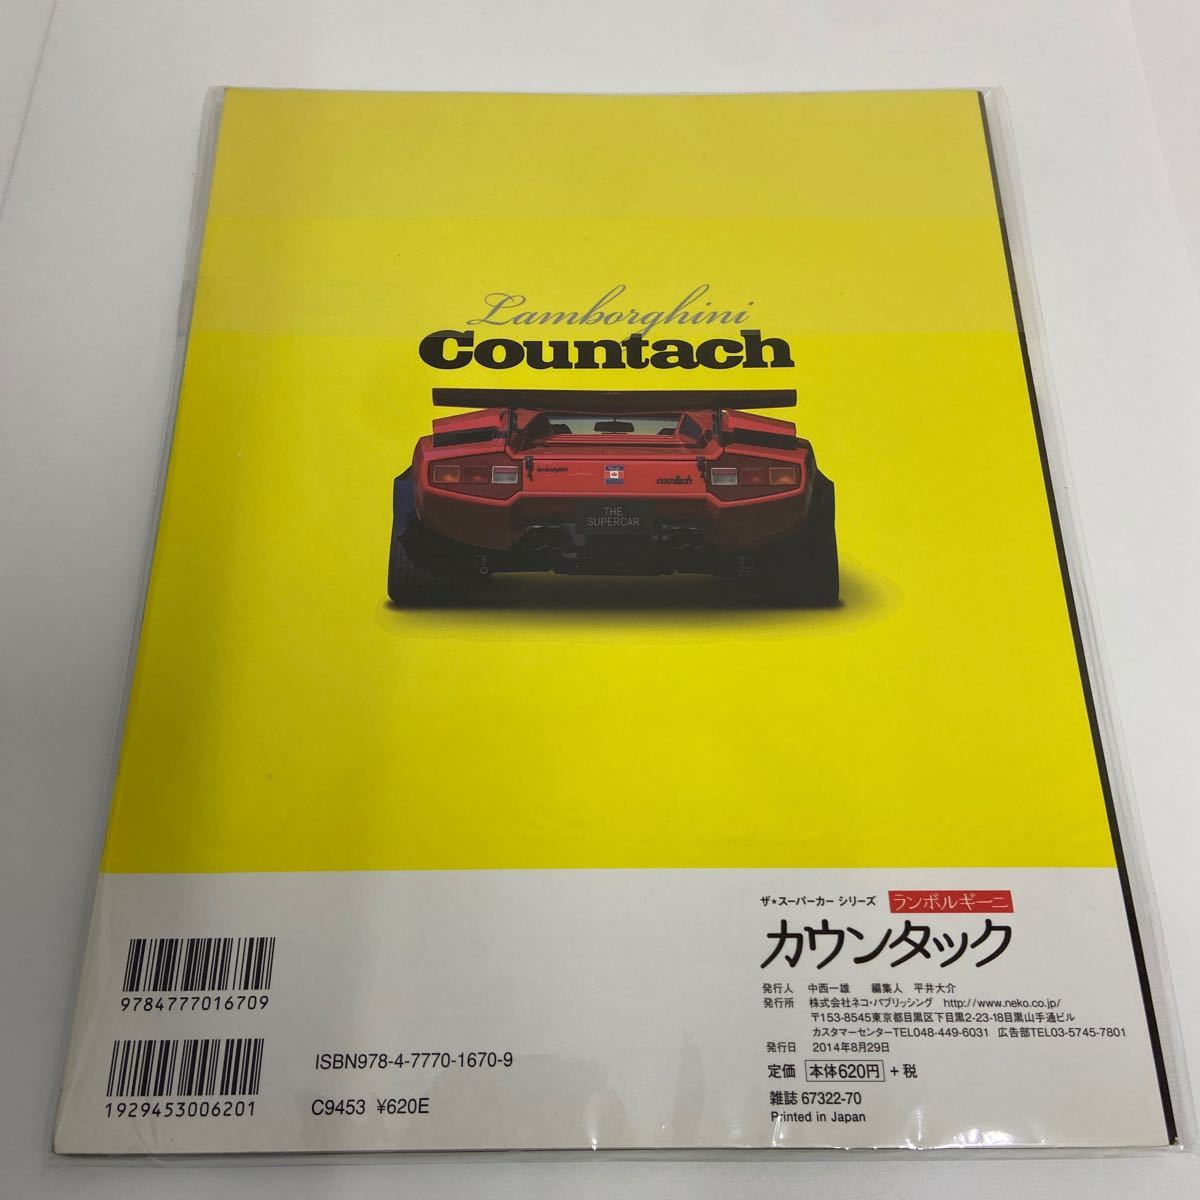 Lamborghini
Countach
lamborghini
countach
THE
SUPERCAR
ザ★スーパーカー シリーズ ランボルギーニ
カウンタック
発行人 中西一雄 編集人 平井大介
発行所 株式会社ネコ・パブリッシング http://www.neko.co.jp/
〒153-8545東京都目黒区下目黒2-23-18目黒山手通ビル
カスタマーセンターTEL048-449-6031 広告部TEL03-5745-7801
発行日 2014年8月29日
定価 本体620円 +税
雑誌 67322-70
Printed in Japan
9784777016709
ISBN978-4-7770-1670-9
1929453006201
C9453 ¥620E